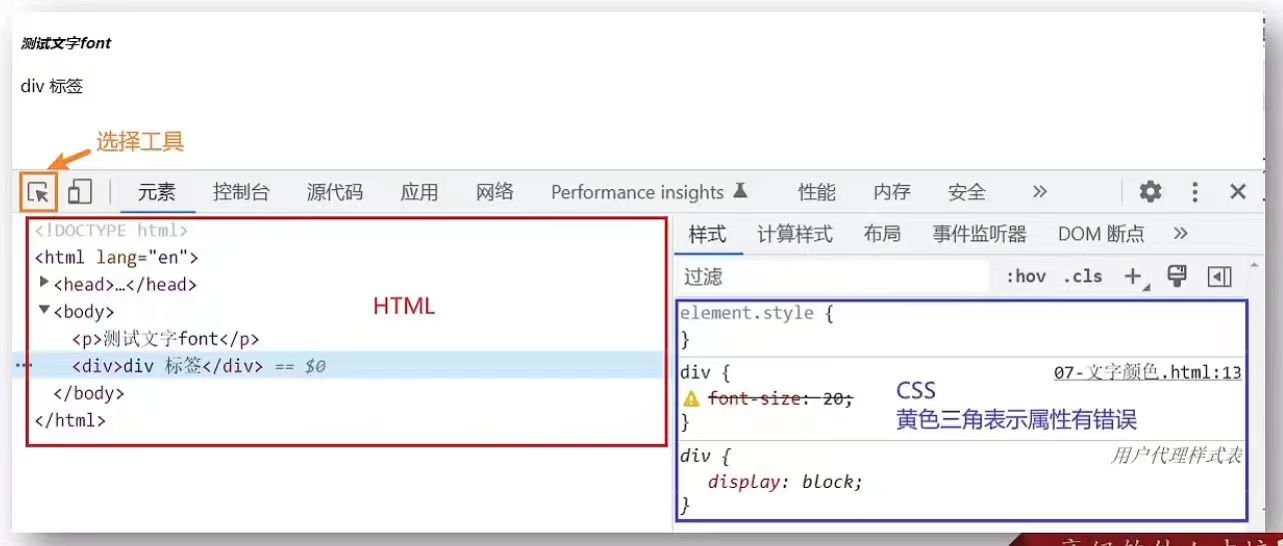 测试文字font
div 标签
选择工具
元素 控制台 源代码 应用 网络 Performance insights 性能 内存 安全 »
<!DOCTYPE html>
<html lang="en">
<head>…</head>
<body>
<p>测试文字font</p>
<div>div 标签</div> == $0
</body>
</html>
HTML
样式 计算样式 布局 事件监听器 DOM 断点 »
过滤 :hov .cls +
element.style {
}
div { 07-文字颜色.html:13
font-size: 20;
}
CSS
黄色三角表示属性有错误
div { 用户代理样式表
display: block;
}